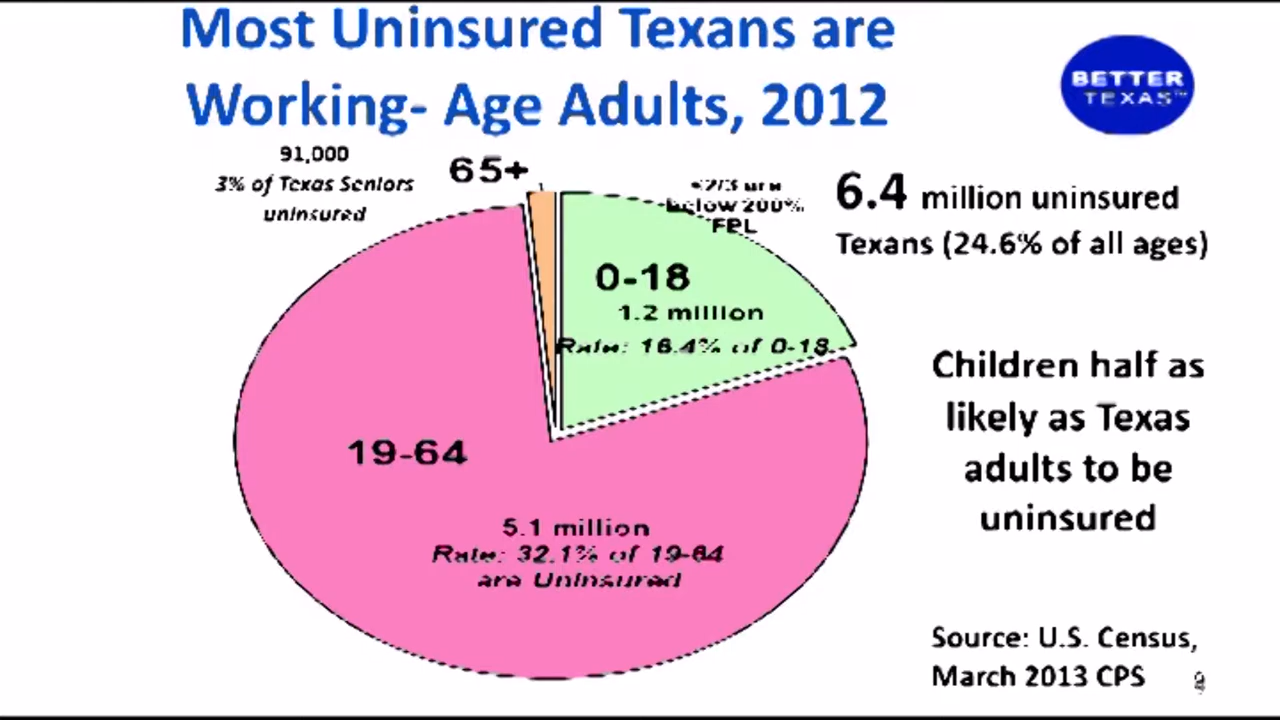 Most Uninsured Texans are
Working- Age Adults, 2012
BETTER
TEXAS™
91,000
3% of Texas Seniors
uninsured
65+
below 200%
FPL
6.4 million uninsured
Texans (24.6% of all ages)
0-18
1.2 million
Rate: 16.4% of 0-18
Children half as
likely as Texas
adults to be
uninsured
19-64
5.1 million
Rate: 32.1% of 19-64
are Uninsured
Source: U.S. Census,
March 2013 CPS